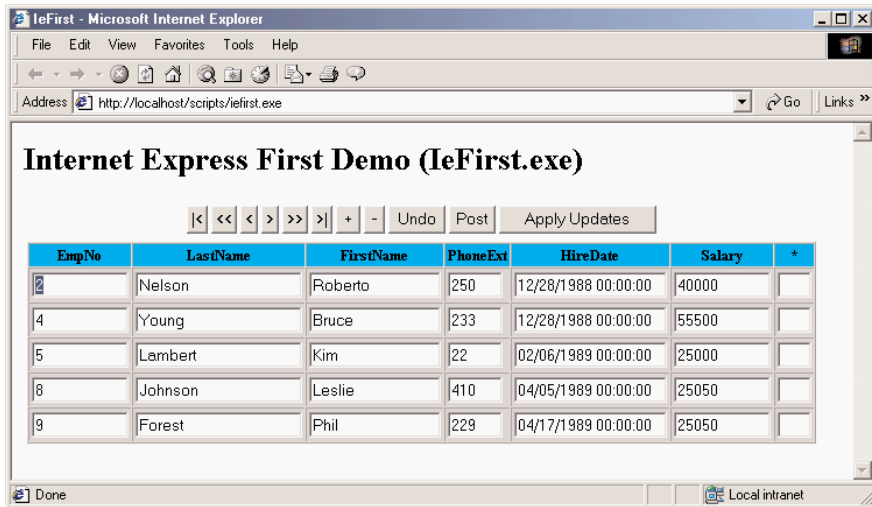 IeFirst - Microsoft Internet Explorer
File Edit View Favorites Tools Help
Address http://localhost/scripts/iefirst.exe Go Links »
Internet Express First Demo (IeFirst.exe)
|< << < > >> >| + - Undo Post Apply Updates
EmpNo LastName FirstName PhoneExt HireDate Salary *
2 Nelson Roberto 250 12/28/1988 00:00:00 40000
4 Young Bruce 233 12/28/1988 00:00:00 55500
5 Lambert Kim 22 02/06/1989 00:00:00 25000
8 Johnson Leslie 410 04/05/1989 00:00:00 25050
9 Forest Phil 229 04/17/1989 00:00:00 25050
Done Local intranet